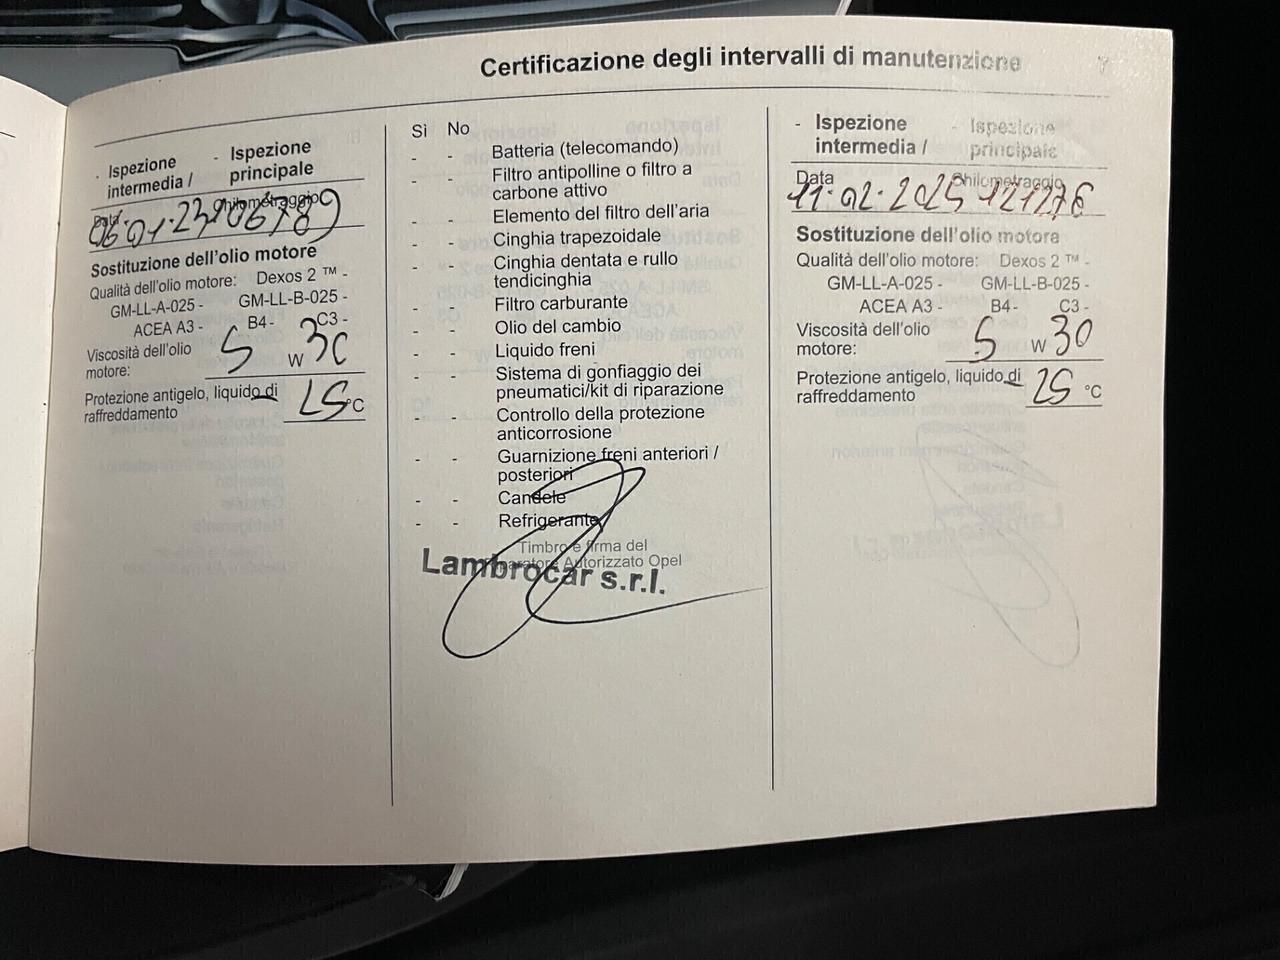 Certificazione degli intervalli di manutenzione
7
- Ispezione intermedia /
- Ispezione principale
Data Chilometraggio
06.01.23 106789
Sostituzione dell'olio motore
Qualità dell'olio motore: Dexos 2 ™ -
GM-LL-A-025 - GM-LL-B-025 -
ACEA A3 - B4- C3 -
Viscosità dell'olio motore: 5 W 30
Protezione antigelo, liquido di raffreddamento 25 °C
Sì No
- - Batteria (telecomando)
- - Filtro antipolline o filtro a
carbone attivo
- - Elemento del filtro dell'aria
- - Cinghia trapezoidale
- - Cinghia dentata e rullo
tendicinghia
- - Filtro carburante
- - Olio del cambio
- - Liquido freni
- - Sistema di gonfiaggio dei
pneumatici/kit di riparazione
- - Controllo della protezione
anticorrosione
- - Guarnizione freni anteriori /
posteriori
- - Candele
- - Refrigerante
Timbro e firma del
Riparatore Autorizzato Opel
Lambrocar s.r.l.
- Ispezione intermedia /
- Ispezione principale
Data Chilometraggio
11.02.2025 121276
Sostituzione dell'olio motore
Qualità dell'olio motore: Dexos 2 ™ -
GM-LL-A-025 - GM-LL-B-025 -
ACEA A3 - B4- C3 -
Viscosità dell'olio motore: 5 W 30
Protezione antigelo, liquido di raffreddamento 25 °C